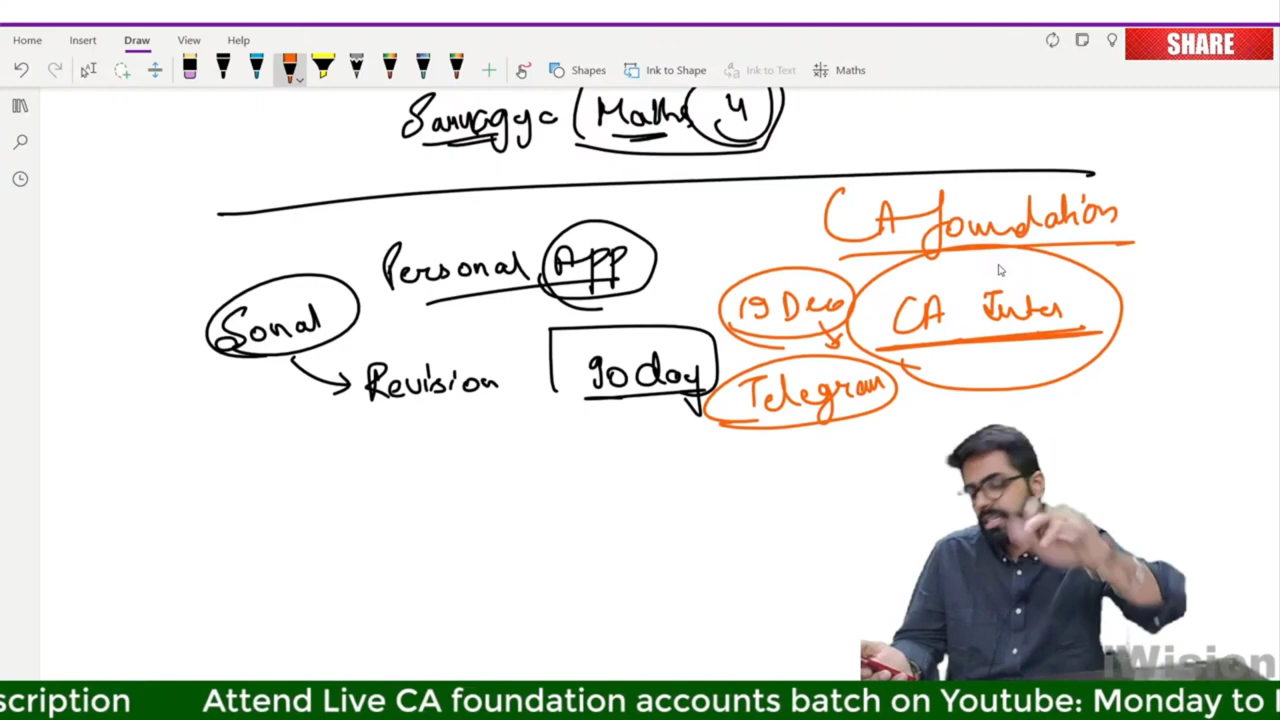 Home Insert Draw View Help
SHARE
Shapes Ink to Shape Ink to Text Maths
Maths 4
CA foundation
Personal App
Sonal
19 Dec
CA Inter
Revision
90 day
Telegram
iWision
scription Attend Live CA foundation accounts batch on Youtube: Monday to